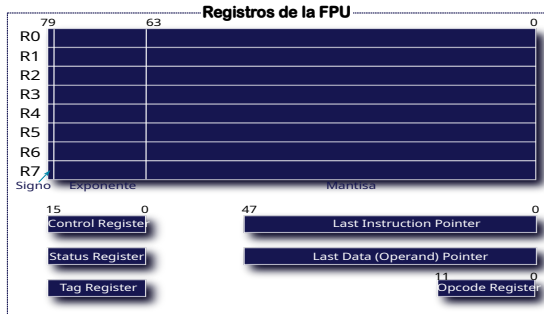 Registros de la FPU
79 63 0
R0
R1
R2
R3
R4
R5
R6
R7
Signo Exponente Mantisa
15 0 47 0
Control Register Last Instruction Pointer
Status Register Last Data (Operand) Pointer
11 0
Tag Register Opcode Register